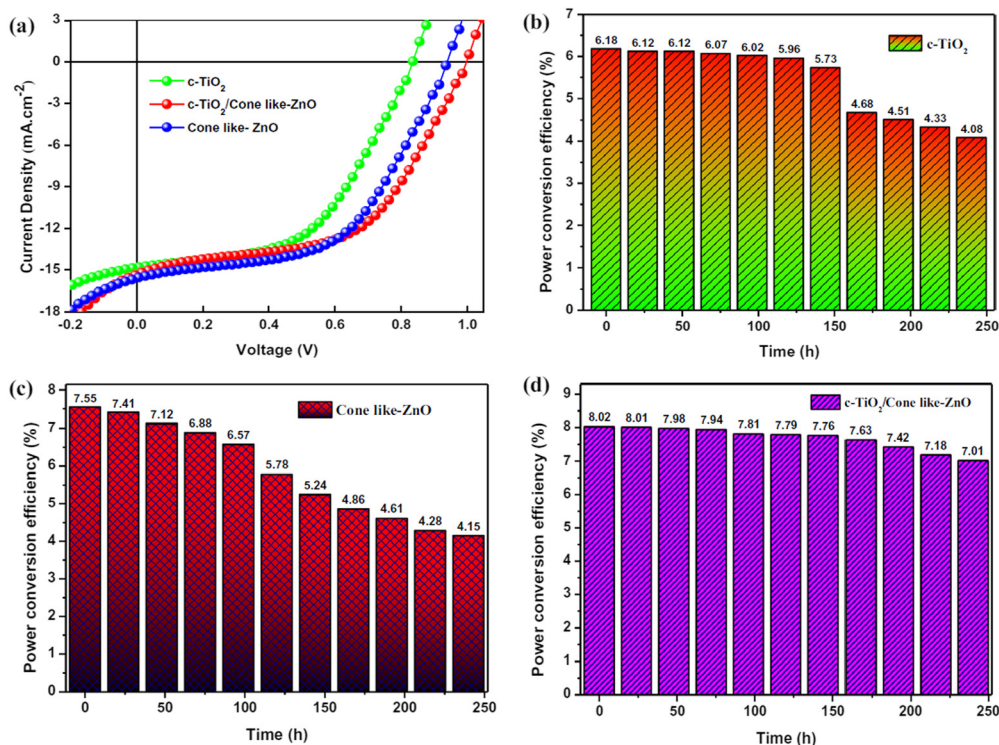 (a)
3
0
-3
-6
-9
-12
-15
-18
-0.2
0.0
0.2
0.4
0.6
0.8
1.0
Current Density (mA.cm-2)
Voltage (V)
c-TiO2
c-TiO2/Cone like-ZnO
Cone like- ZnO
(b)
7
6
5
4
3
2
1
0
Power conversion efficiency (%)
c-TiO2
6.18 6.12 6.12 6.07 6.02 5.96 5.73 4.68 4.51 4.33 4.08
0 50 100 150 200 250
Time (h)
(c)
8
7
6
5
4
3
2
1
0
Power conversion efficiency (%)
Cone like-ZnO
7.55 7.41 7.12 6.88 6.57 5.78 5.24 4.86 4.61 4.28 4.15
0 50 100 150 200 250
Time (h)
(d)
9
8
7
6
5
4
3
2
1
0
Power conversion efficiency (%)
c-TiO2/Cone like-ZnO
8.02 8.01 7.98 7.94 7.81 7.79 7.76 7.63 7.42 7.18 7.01
0 50 100 150 200 250
Time (h)